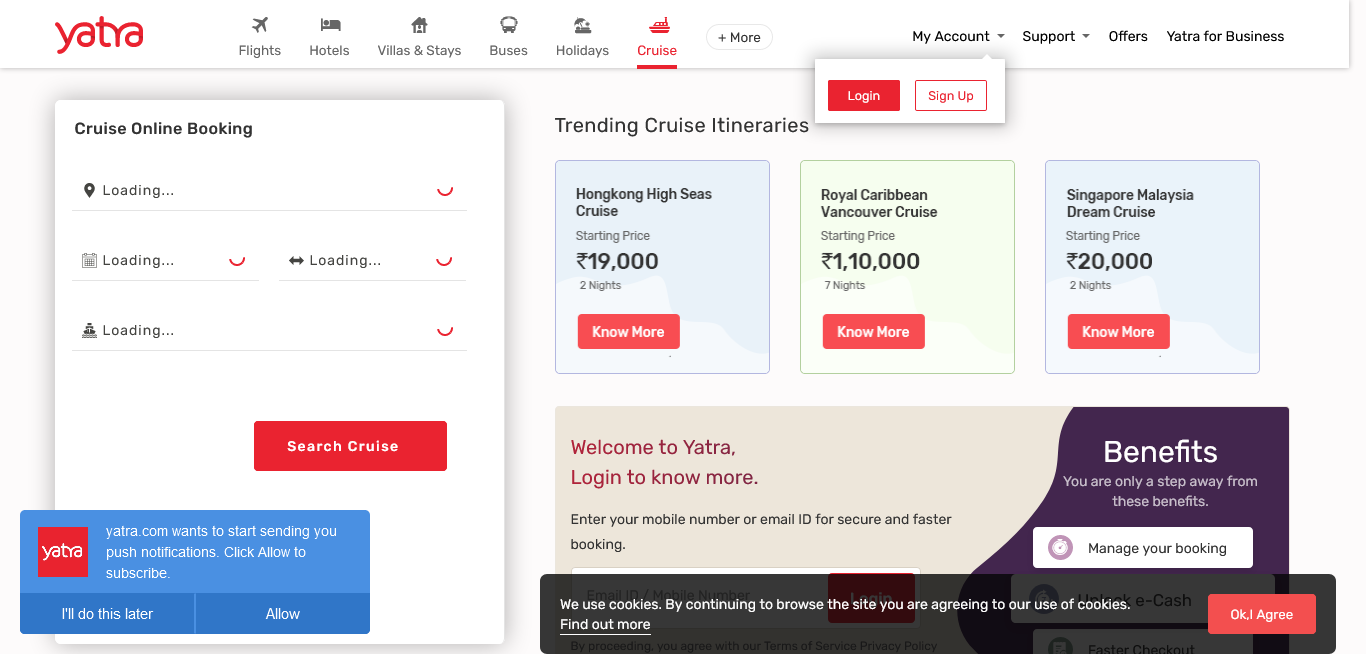 yatra
Flights
Hotels
Villas & Stays
Buses
Holidays
Cruise
+ More
My Account
Support
Offers
Yatra for Business
Login
Sign Up
Cruise Online Booking
Loading...
Loading...
Loading...
Loading...
Search Cruise
Trending Cruise Itineraries
Hongkong High Seas
Cruise
Starting Price
₹19,000
2 Nights
Know More
Royal Caribbean
Vancouver Cruise
Starting Price
₹1,10,000
7 Nights
Know More
Singapore Malaysia
Dream Cruise
Starting Price
₹20,000
2 Nights
Know More
Welcome to Yatra,
Login to know more.
Enter your mobile number or email ID for secure and faster
booking.
Email ID / Mobile Number
Login
By proceeding, you agree with our Terms of Service Privacy Policy
Benefits
You are only a step away from
these benefits.
Manage your booking
Unlock e-Cash
Faster Checkout
yatra
yatra.com wants to start sending you
push notifications. Click Allow to
subscribe.
I'll do this later
Allow
We use cookies. By continuing to browse the site you are agreeing to our use of cookies.
Find out more
Ok,I Agree